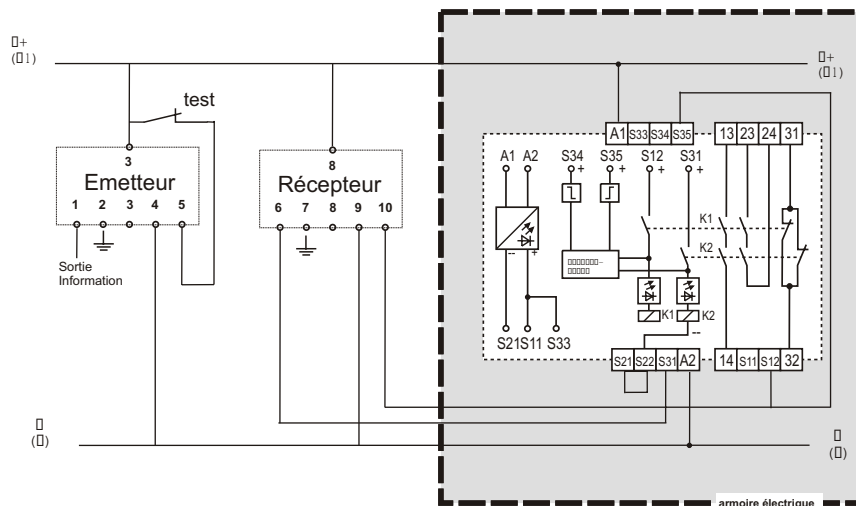 +
(1)
+
(1)
test
3
Emetteur
1 2 3 4 5
Sortie
Information
8
Récepteur
6 7 8 9 10
A1 S33 S34 S35
13 23 24 31
A1 A2 S34 + S35 + S12 + S31 +
K1
K2
-- +
K1 K2
--
S21 S11 S33
S21 S22 S31 A2
14 S11 S12 32
armoire électrique